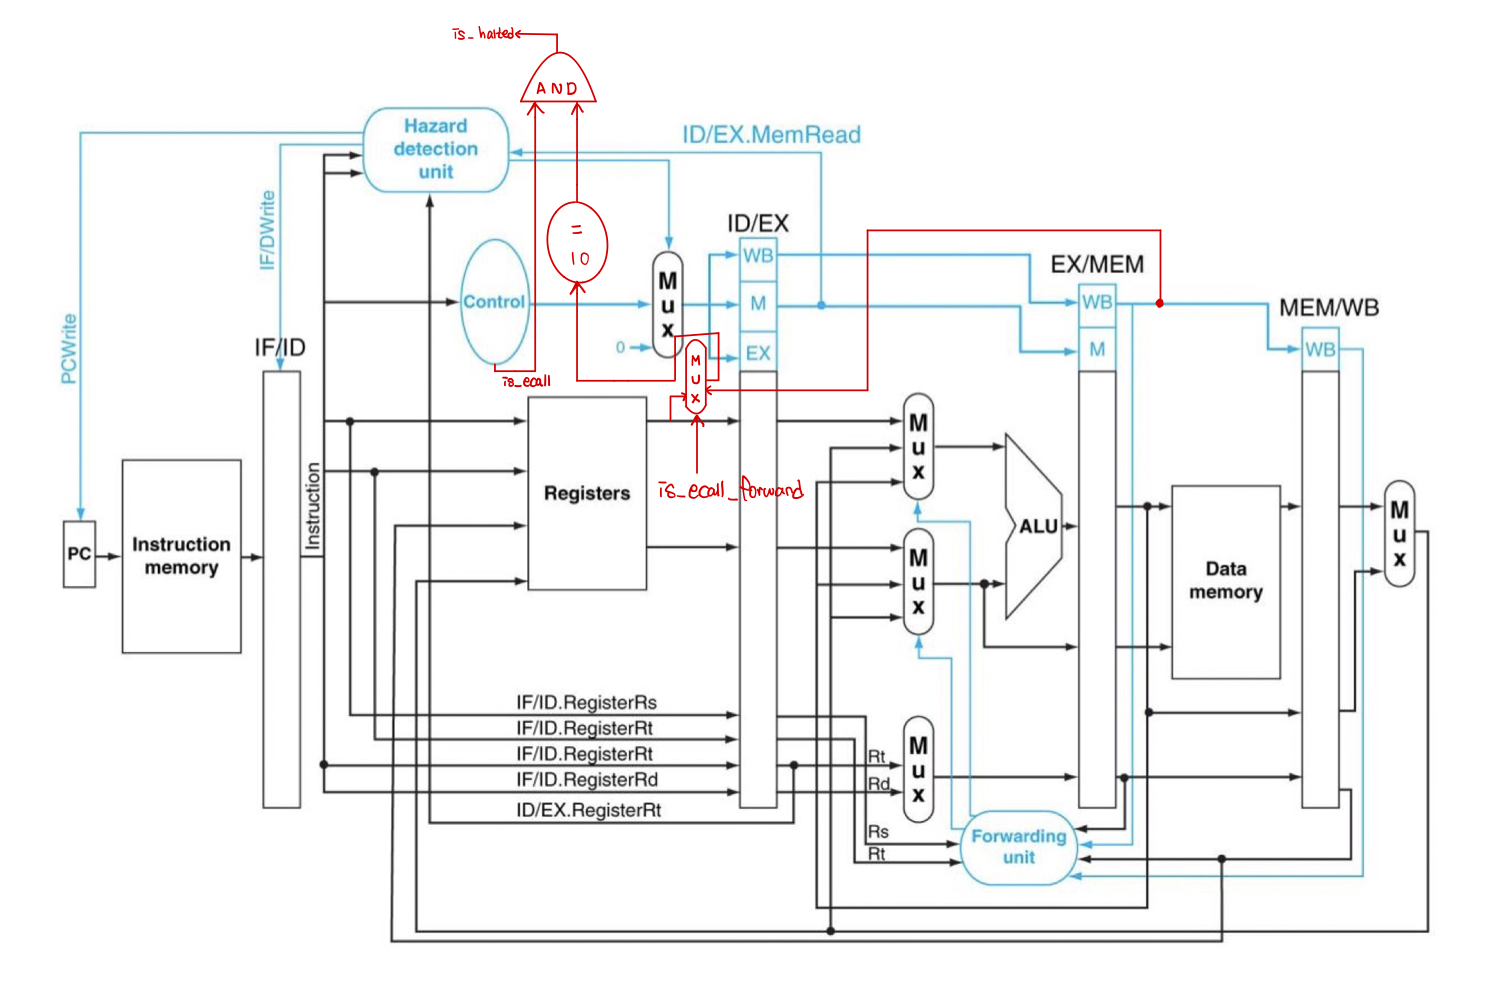 is_halted
AND
Hazard
detection
unit
ID/EX.MemRead
IF/DWrite
PCWrite
=
10
ID/EX
WB
M
EX
Control
Mux
0
Mux
is_ecall
is_ecall_forward
IF/ID
EX/MEM
WB
M
MEM/WB
WB
PC
Instruction
memory
Instruction
Registers
Mux
Mux
ALU
Data
memory
Mux
IF/ID.RegisterRs
IF/ID.RegisterRt
IF/ID.RegisterRt
IF/ID.RegisterRd
ID/EX.RegisterRt
Rt
Rd
Mux
Rs
Rt
Forwarding
unit